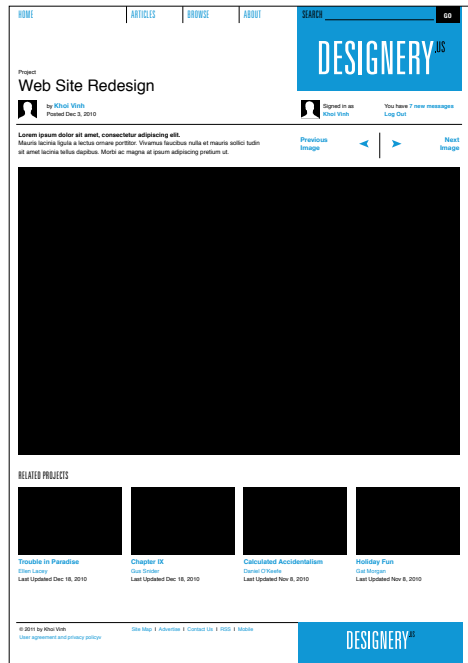 HOME
ARTICLES
BROWSE
ABOUT
SEARCH
GO
DESIGNERY.US
Project
Web Site Redesign
by Khoi Vinh
Posted Dec 3, 2010
Signed in as
Khoi Vinh
You have 7 new messages
Log Out
Lorem ipsum dolor sit amet, consectetur adipiscing elit.
Mauris lacinia ligula a lectus ornare porttitor. Vivamus faucibus nulla et mauris sollici tudin
sit amet lacinia tellus dapibus. Morbi ac magna at ipsum adipiscing pretium ut.
Previous
Image
Next
Image
RELATED PROJECTS
Trouble in Paradise
Ellen Lacey
Last Updated Dec 18, 2010
Chapter IX
Gus Snider
Last Updated Dec 18, 2010
Calculated Accidentalism
Daniel O'Keefe
Last Updated Nov 8, 2010
Holiday Fun
Gat Morgan
Last Updated Nov 8, 2010
© 2011 by Khoi Vinh
User agreement and privacy policyv
Site Map I Advertise I Contact Us I RSS I Mobile
DESIGNERY.US